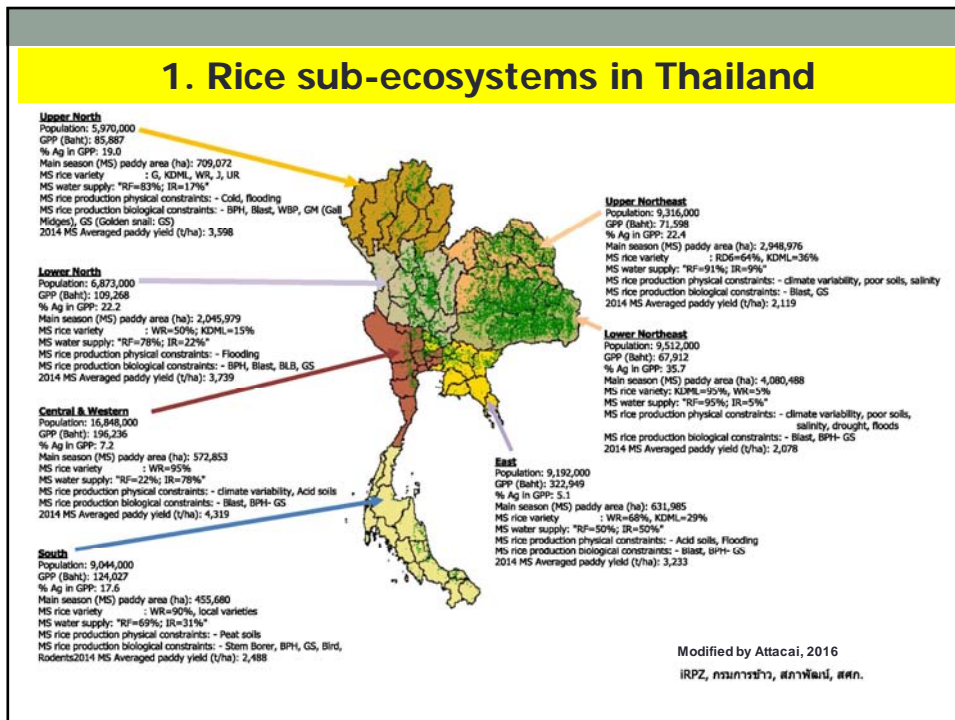 1. Rice sub-ecosystems in Thailand
Upper North
Population: 5,970,000
GPP (Baht): 85,887
% Ag in GPP: 19.0
Main season (MS) paddy area (ha): 709,072
MS rice variety : G, KDML, WR, J, UR
MS water supply: "RF=83%; IR=17%"
MS rice production physical constraints: - Cold, flooding
MS rice production biological constraints: - BPH, Blast, WBP, GM (Gall
Midges), GS (Golden snail: GS)
2014 MS Averaged paddy yield (t/ha): 3,598
Lower North
Population: 6,873,000
GPP (Baht): 109,268
% Ag in GPP: 22.2
Main season (MS) paddy area (ha): 2,045,979
MS rice variety : WR=50%; KDML=15%
MS water supply: "RF=78%; IR=22%"
MS rice production physical constraints: - Flooding
MS rice production biological constraints: - BPH, Blast, BLB, GS
2014 MS Averaged paddy yield (t/ha): 3,739
Central & Western
Population: 16,848,000
GPP (Baht): 196,236
% Ag in GPP: 7.2
Main season (MS) paddy area (ha): 572,853
MS rice variety : WR=95%
MS water supply: "RF=22%; IR=78%"
MS rice production physical constraints: - climate variability, Acid soils
MS rice production biological constraints: - Blast, BPH- GS
2014 MS Averaged paddy yield (t/ha): 4,319
South
Population: 9,044,000
GPP (Baht): 124,027
% Ag in GPP: 17.6
Main season (MS) paddy area (ha): 455,680
MS rice variety : WR=90%, local varieties
MS water supply: "RF=69%; IR=31%"
MS rice production physical constraints: - Peat soils
MS rice production biological constraints: - Stem Borer, BPH, GS, Bird,
Rodents2014 MS Averaged paddy yield (t/ha): 2,488
Upper Northeast
Population: 9,316,000
GPP (Baht): 71,598
% Ag in GPP: 22.4
Main season (MS) paddy area (ha): 2,948,976
MS rice variety : RD6=64%, KDML=36%
MS water supply: "RF=91%; IR=9%"
MS rice production physical constraints: - climate variability, poor soils, salinity
MS rice production biological constraints: - Blast, GS
2014 MS Averaged paddy yield (t/ha): 2,119
Lower Northeast
Population: 9,512,000
GPP (Baht): 67,912
% Ag in GPP: 35.7
Main season (MS) paddy area (ha): 4,080,488
MS rice variety: KDML=95%, WR=5%
MS water supply: "RF=95%; IR=5%"
MS rice production physical constraints: - climate variability, poor soils,
salinity, drought, floods
MS rice production biological constraints: - Blast, BPH- GS
2014 MS Averaged paddy yield (t/ha): 2,078
East
Population: 9,192,000
GPP (Baht): 322,949
% Ag in GPP: 5.1
Main season (MS) paddy area (ha): 631,985
MS rice variety : WR=68%, KDML=29%
MS water supply: "RF=50%; IR=50%"
MS rice production physical constraints: - Acid soils, Flooding
MS rice production biological constraints: - Blast, BPH- GS
2014 MS Averaged paddy yield (t/ha): 3,233
Modified by Attacai, 2016
iRPZ, กรมการข้าว, สภาพัฒน์, สศก.